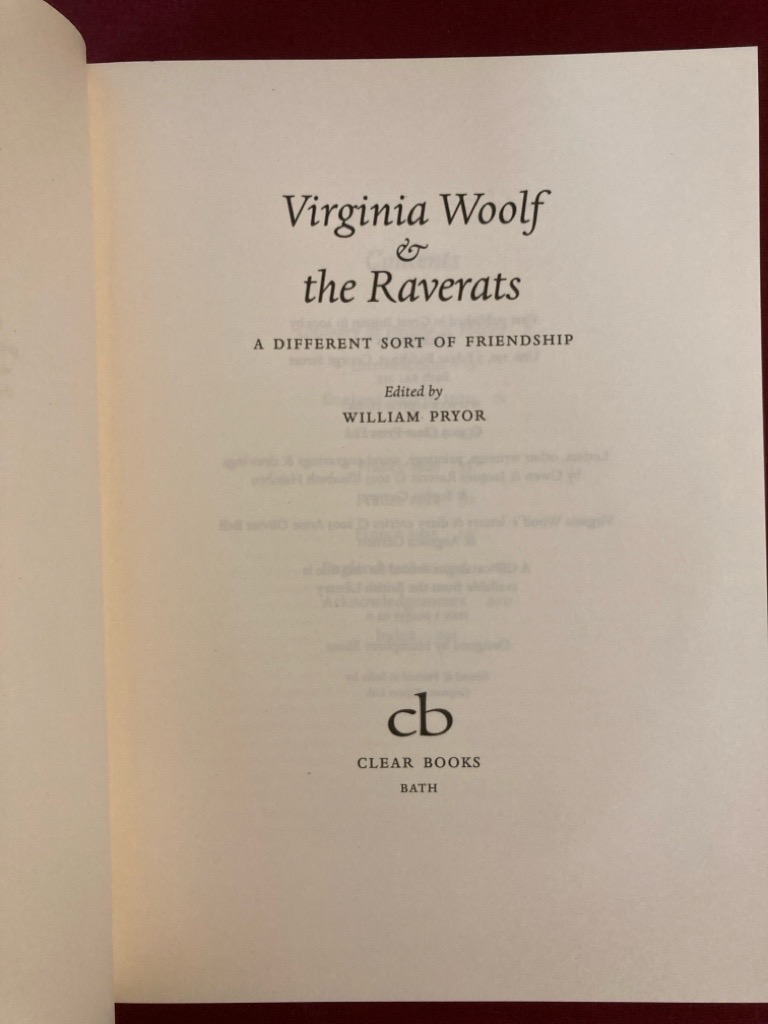 Virginia Woolf
&
the Raverats
A DIFFERENT SORT OF FRIENDSHIP
Edited by
WILLIAM PRYOR
cb
CLEAR BOOKS
BATH